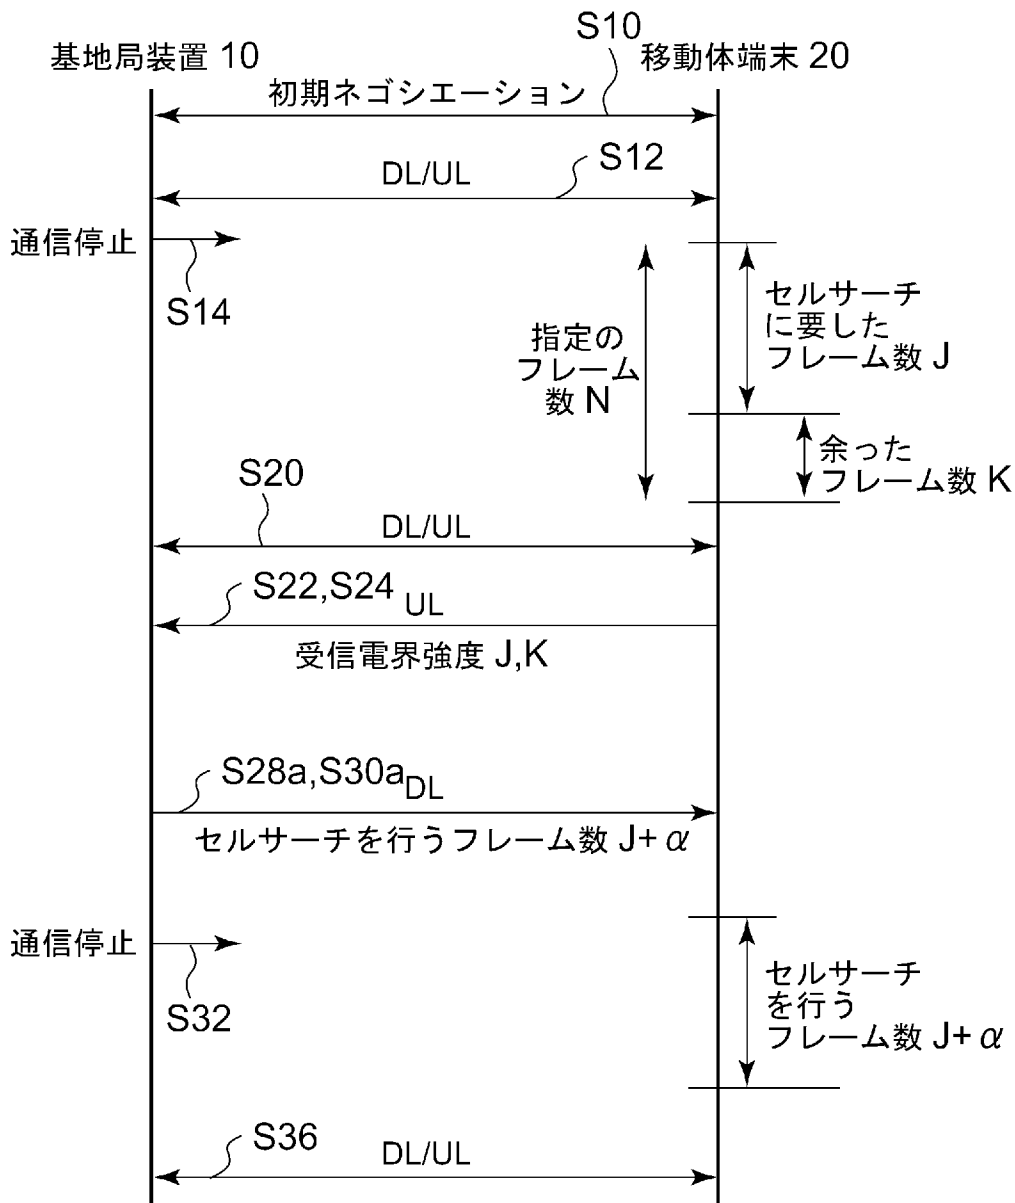 S10
基地局装置 10
移動体端末 20
初期ネゴシエーション
S12
DL/UL
通信停止
S14
指定の
フレーム
数 N
セルサーチ
に要した
フレーム数 J
余った
フレーム数 K
S20
DL/UL
S22,S24
UL
受信電界強度 J,K
S28a,S30a
DL
セルサーチを行うフレーム数 J+α
通信停止
S32
セルサーチ
を行う
フレーム数 J+α
S36
DL/UL